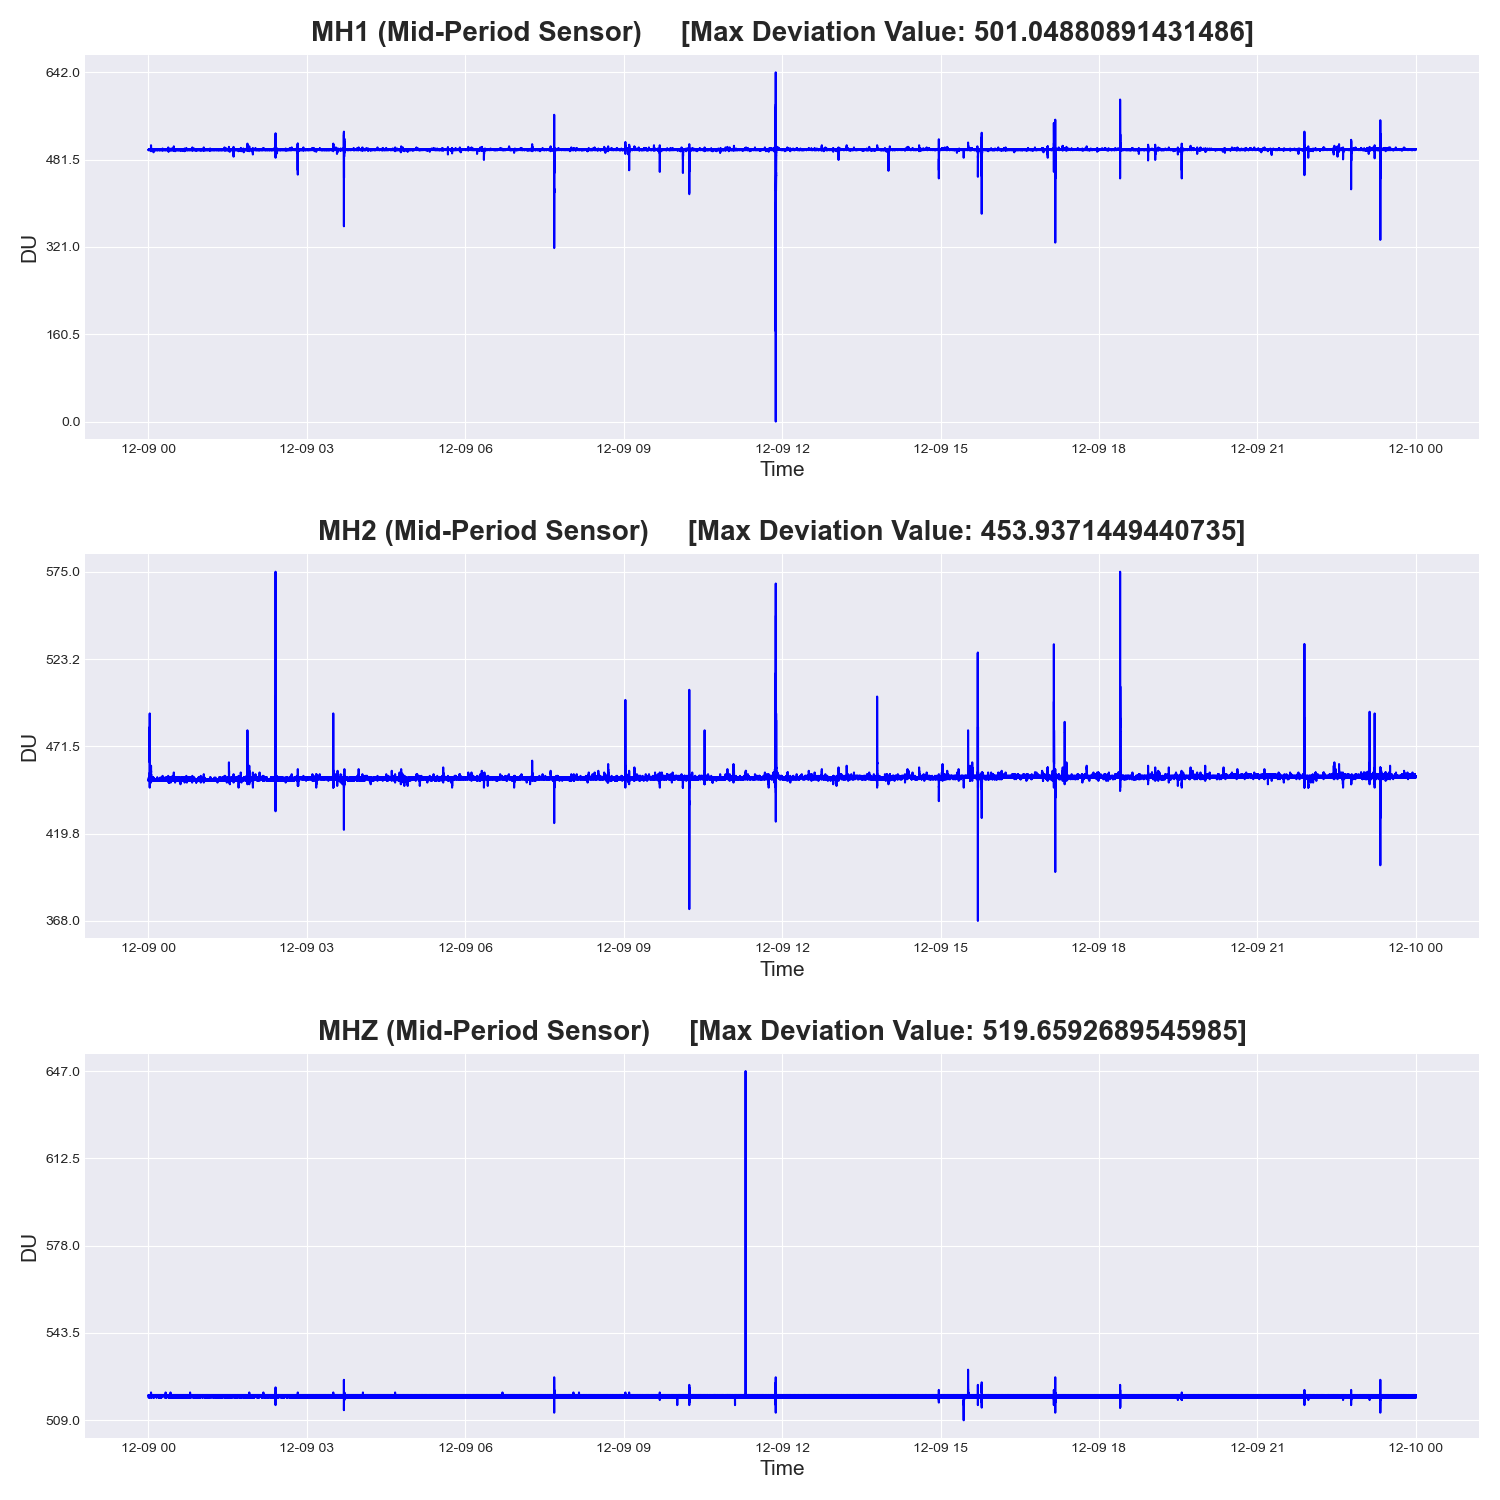 MH1 (Mid-Period Sensor) [Max Deviation Value: 501.04880891431486]
642.0
481.5
321.0
160.5
0.0
DU
12-09 00 12-09 03 12-09 06 12-09 09 12-09 12 12-09 15 12-09 18 12-09 21 12-10 00
Time
MH2 (Mid-Period Sensor) [Max Deviation Value: 453.9371449440735]
575.0
523.2
471.5
419.8
368.0
DU
12-09 00 12-09 03 12-09 06 12-09 09 12-09 12 12-09 15 12-09 18 12-09 21 12-10 00
Time
MHZ (Mid-Period Sensor) [Max Deviation Value: 519.6592689545985]
647.0
612.5
578.0
543.5
509.0
DU
12-09 00 12-09 03 12-09 06 12-09 09 12-09 12 12-09 15 12-09 18 12-09 21 12-10 00
Time